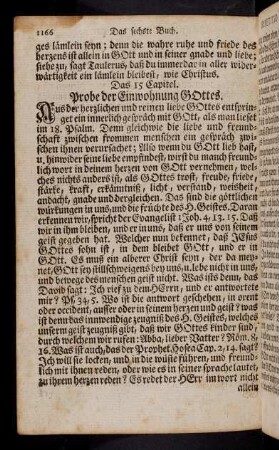 1166 Das sechste Buch.
ges lämlein seyn; denn die wahre ruhe und friede des
herzens ist allein in GOtt und in seiner gnade und liebe;
siehe zu, sagt Taulerus, daß du immerdar in aller wider-
wärtigkeit ein lämlein bleibest, wie Christus.
Das 15 Capitel.
Probe der Einwohnung GOttes.
Aus der herzlichen und reinen liebe GOttes entsprin-
get ein innerlich gespräch mit GOtt, als man lieset
im 18. Psalm. Denn gleichwie die liebe und freund-
schaft zwischen frommen menschen ein gespräch zwi-
schen ihnen verursachet; Also wenn du GOtt lieb hast,
u, hinwider seine liebe empfindest, wirst du manch freund-
lich wort in deinem herzen von GOtt vernehmen, wel-
ches nichts anders ist, als GOttes trost, freude, friede,
stärke, kraft, erkänntniß, licht, verstand, weisheit,
andacht, gnade und dergleichen. Das sind die göttlichen
würkungen in uns, und die früchte des H. Geistes. Daran
erkennen wir, spricht der Evangelist 1 Joh. 4, 13. 15. Daß
wir in ihm bleiben, und er in uns, daß er uns von seinem
geist gegeben hat. Welcher nun bekennet, daß JEsus
GOttes sohn ist, in dem bleibet GOtt, und er in
GOtt. Es muß ein alberer Christ seyn, der da mey-
net, GOtt sey stillschweigens bey uns, u. lebe nicht in uns,
und bewege des menschen geist nicht. Was ists denn, das
David sagt: Ich rief zu dem HErrn, und er antwortete
mir? Ps. 34, 5. Wo ist die antwort geschehen, in orient
oder occident, ausser oder in seinem herzen und geist? was
ist denn das innwendige zeugniß des H. Geistes, welches
unserm geist zeugniß gibt, daß wir GOttes kinder sind,
durch welchem wir rufen: Abba, lieber Vatter? Röm. 8,
16. Was ist auch, das der Prophet Hosea Cap. 2, 14. sagt?
Ich will sie locken, und in die wüste führen, und freund-
lich mit ihnen reden, oder wie es in seiner sprache lautet,
zu ihrem herzen reden? Es redet der HErr im wort nicht
allein